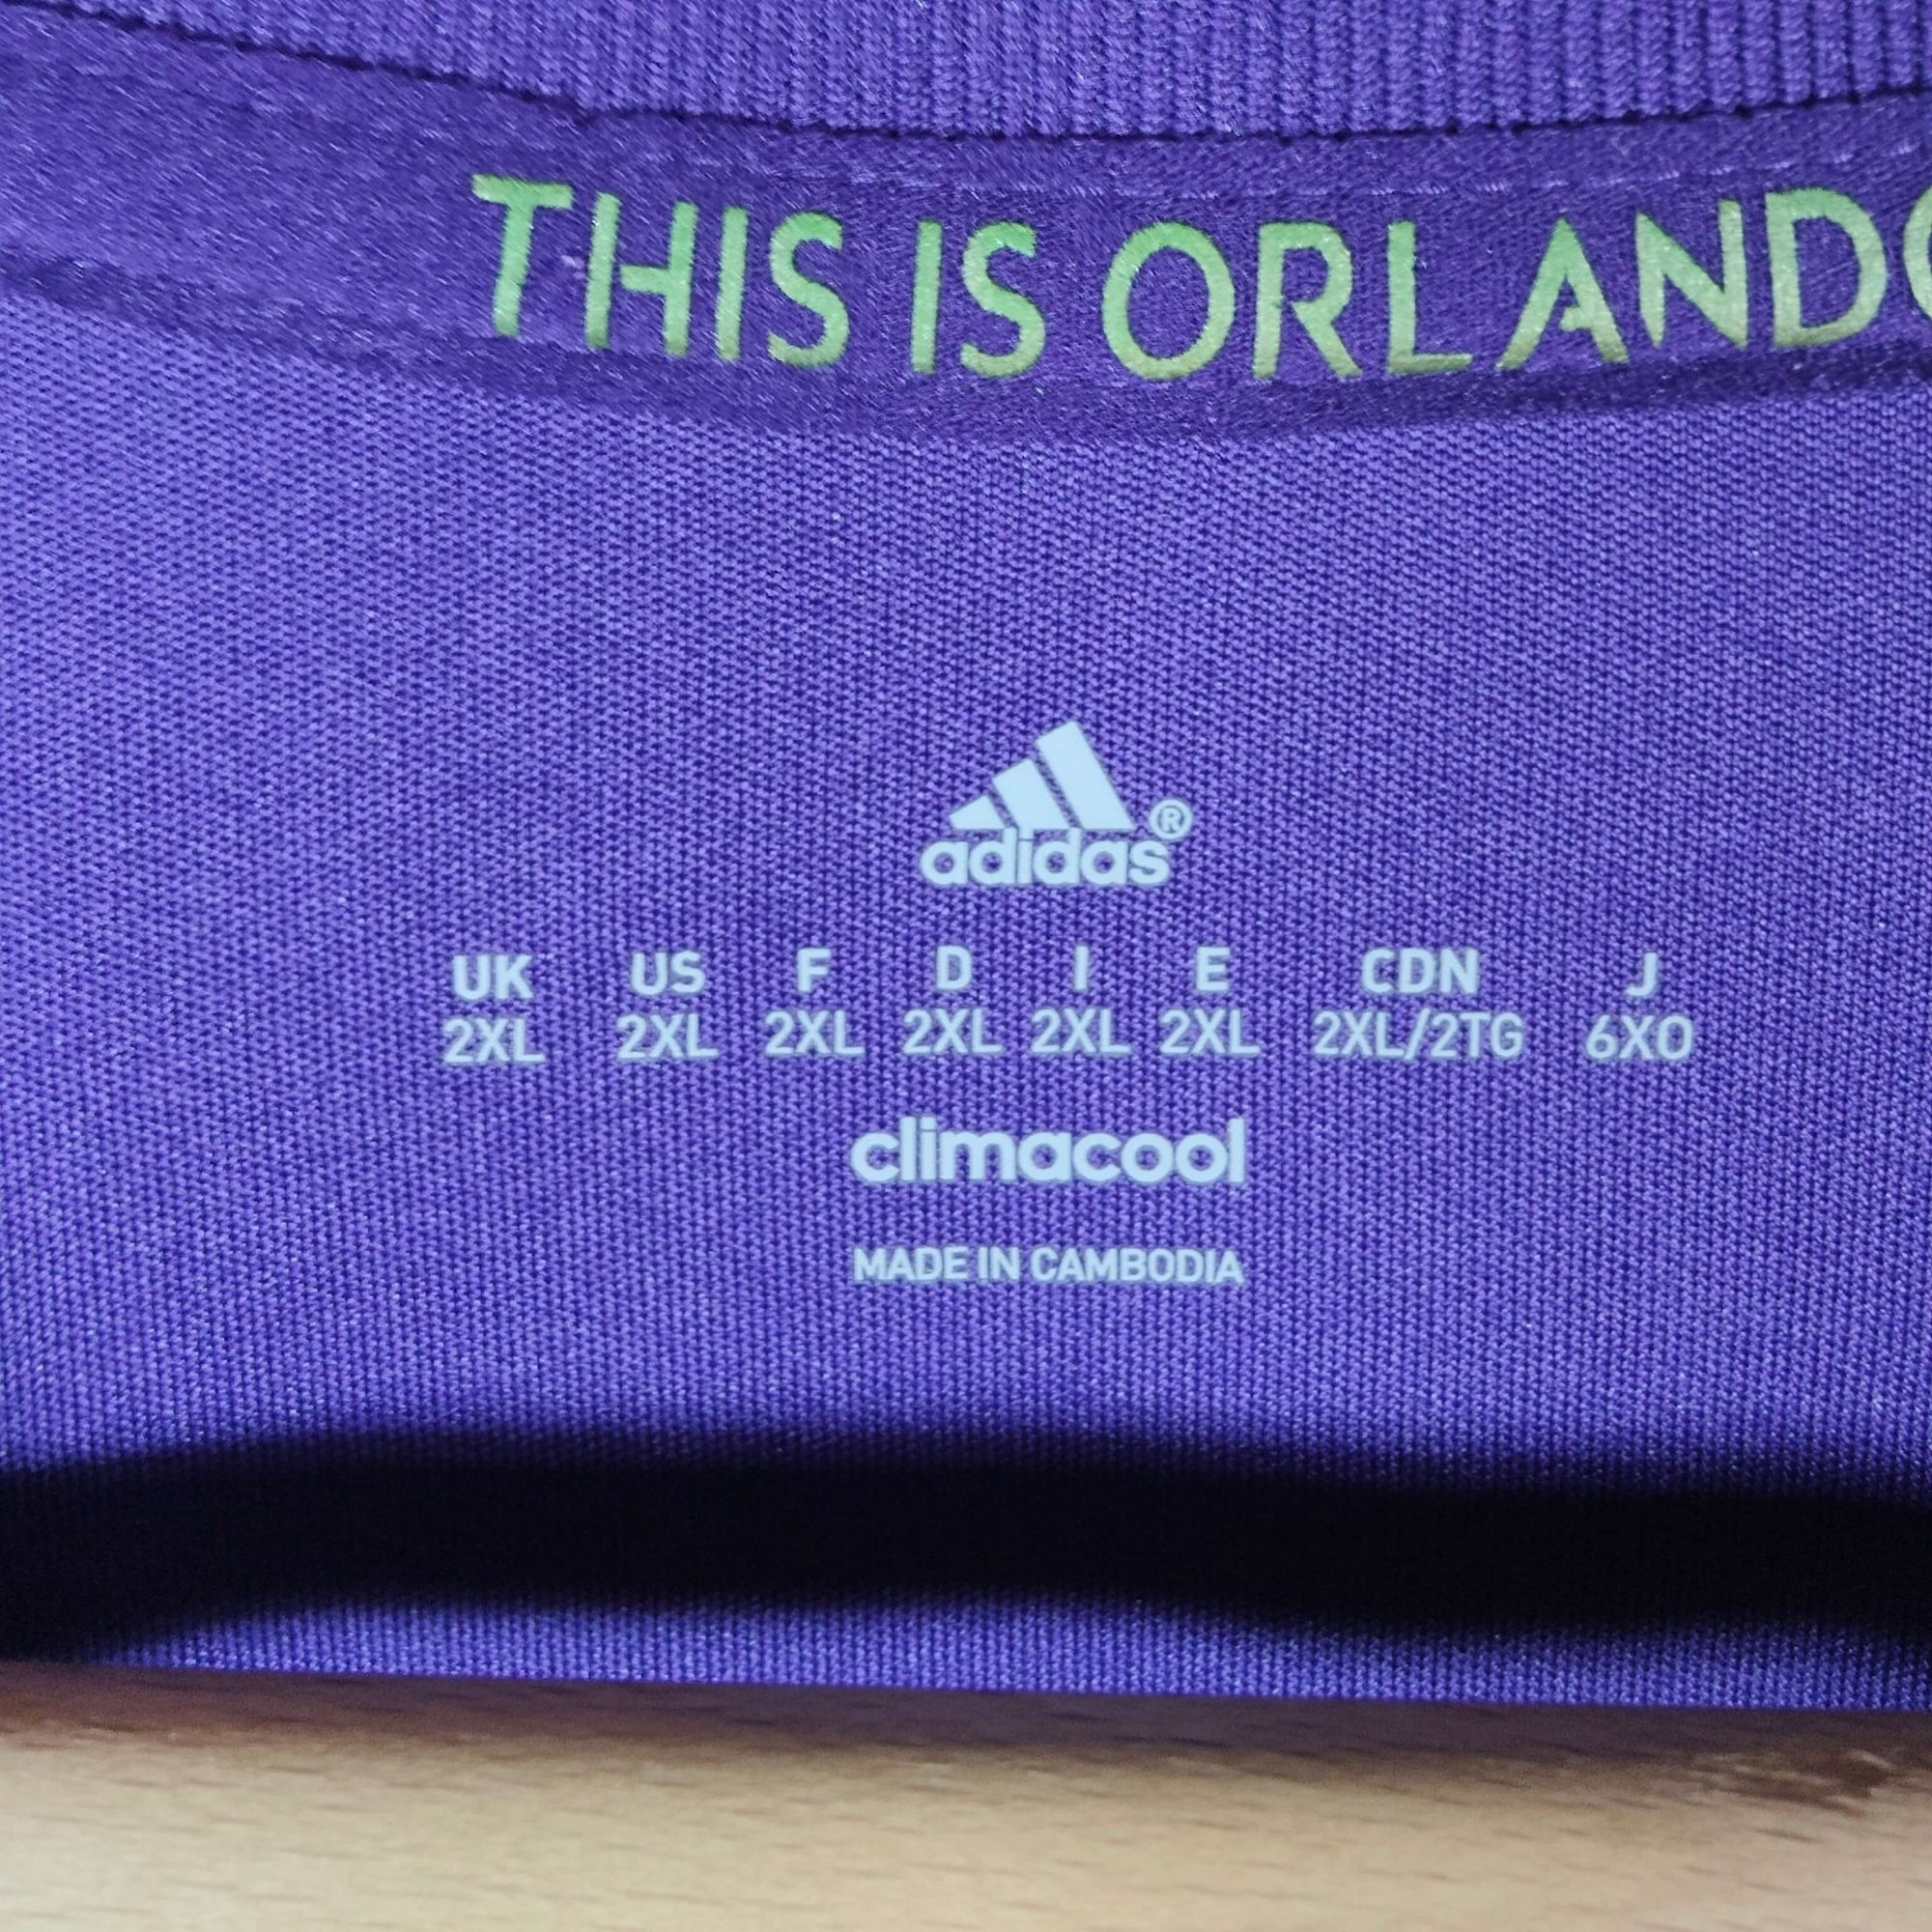 THIS IS ORLANDO
adidas®
UK US F D I E CDN J
2XL 2XL 2XL 2XL 2XL 2XL 2XL/2TG 6XO
climacool
MADE IN CAMBODIA